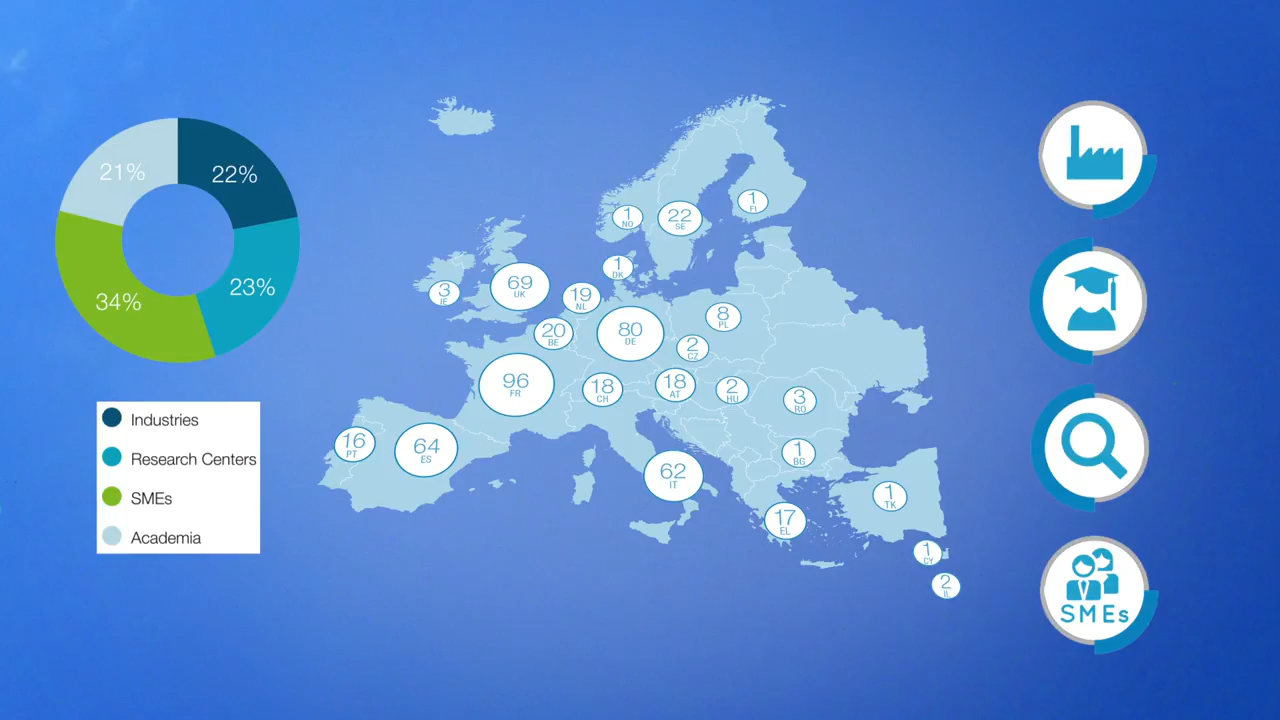 21%
22%
34%
23%
Industries
Research Centers
SMEs
Academia
1
NO
22
SE
1
FI
1
DK
3
IE
69
UK
19
NL
20
BE
80
DE
8
PL
2
CZ
96
FR
18
CH
18
AT
2
HU
3
RO
16
PT
64
ES
62
IT
1
BG
17
EL
1
TK
1
CY
2
IL
SMEs